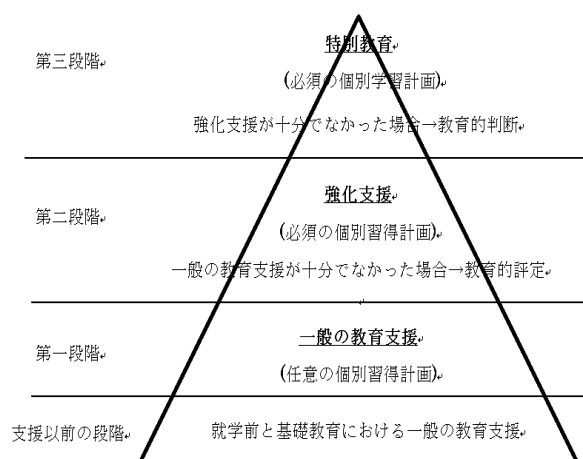 特別教育
第三段階
(必須の個別学習計画)
強化支援が十分でなかった場合→教育的判断
強化支援
第二段階
(必須の個別習得計画)
一般の教育支援が十分でなかった場合→教育的評定
一般の教育支援
第一段階
(任意の個別習得計画)
支援以前の段階
就学前と基礎教育における一般の教育支援